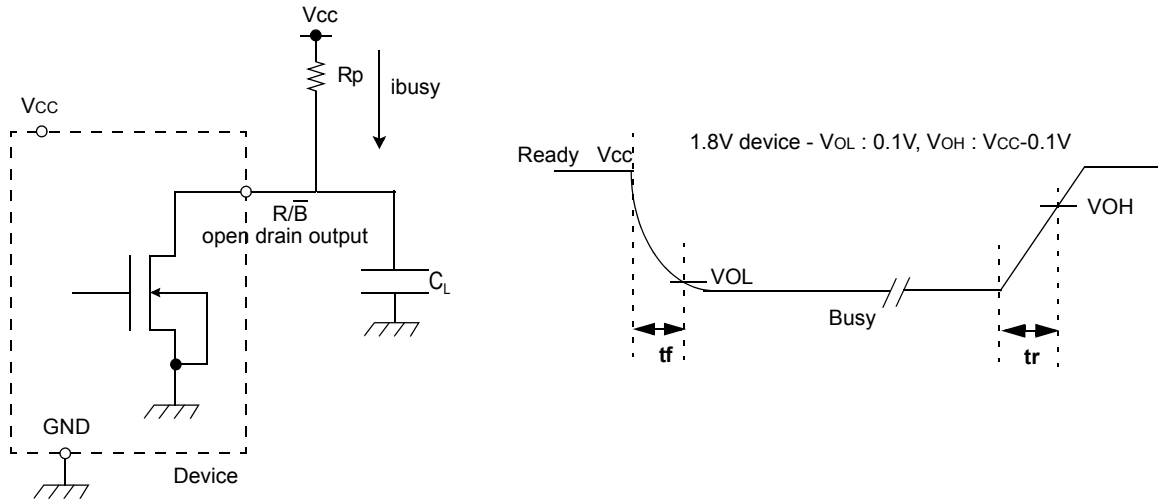 Vcc
Rp
ibusy
VCC
R/B̅
open drain output
CL
GND
Device
1.8V device - VOL : 0.1V, VOH : VCC-0.1V
Ready Vcc
VOH
VOL
Busy
tf
tr